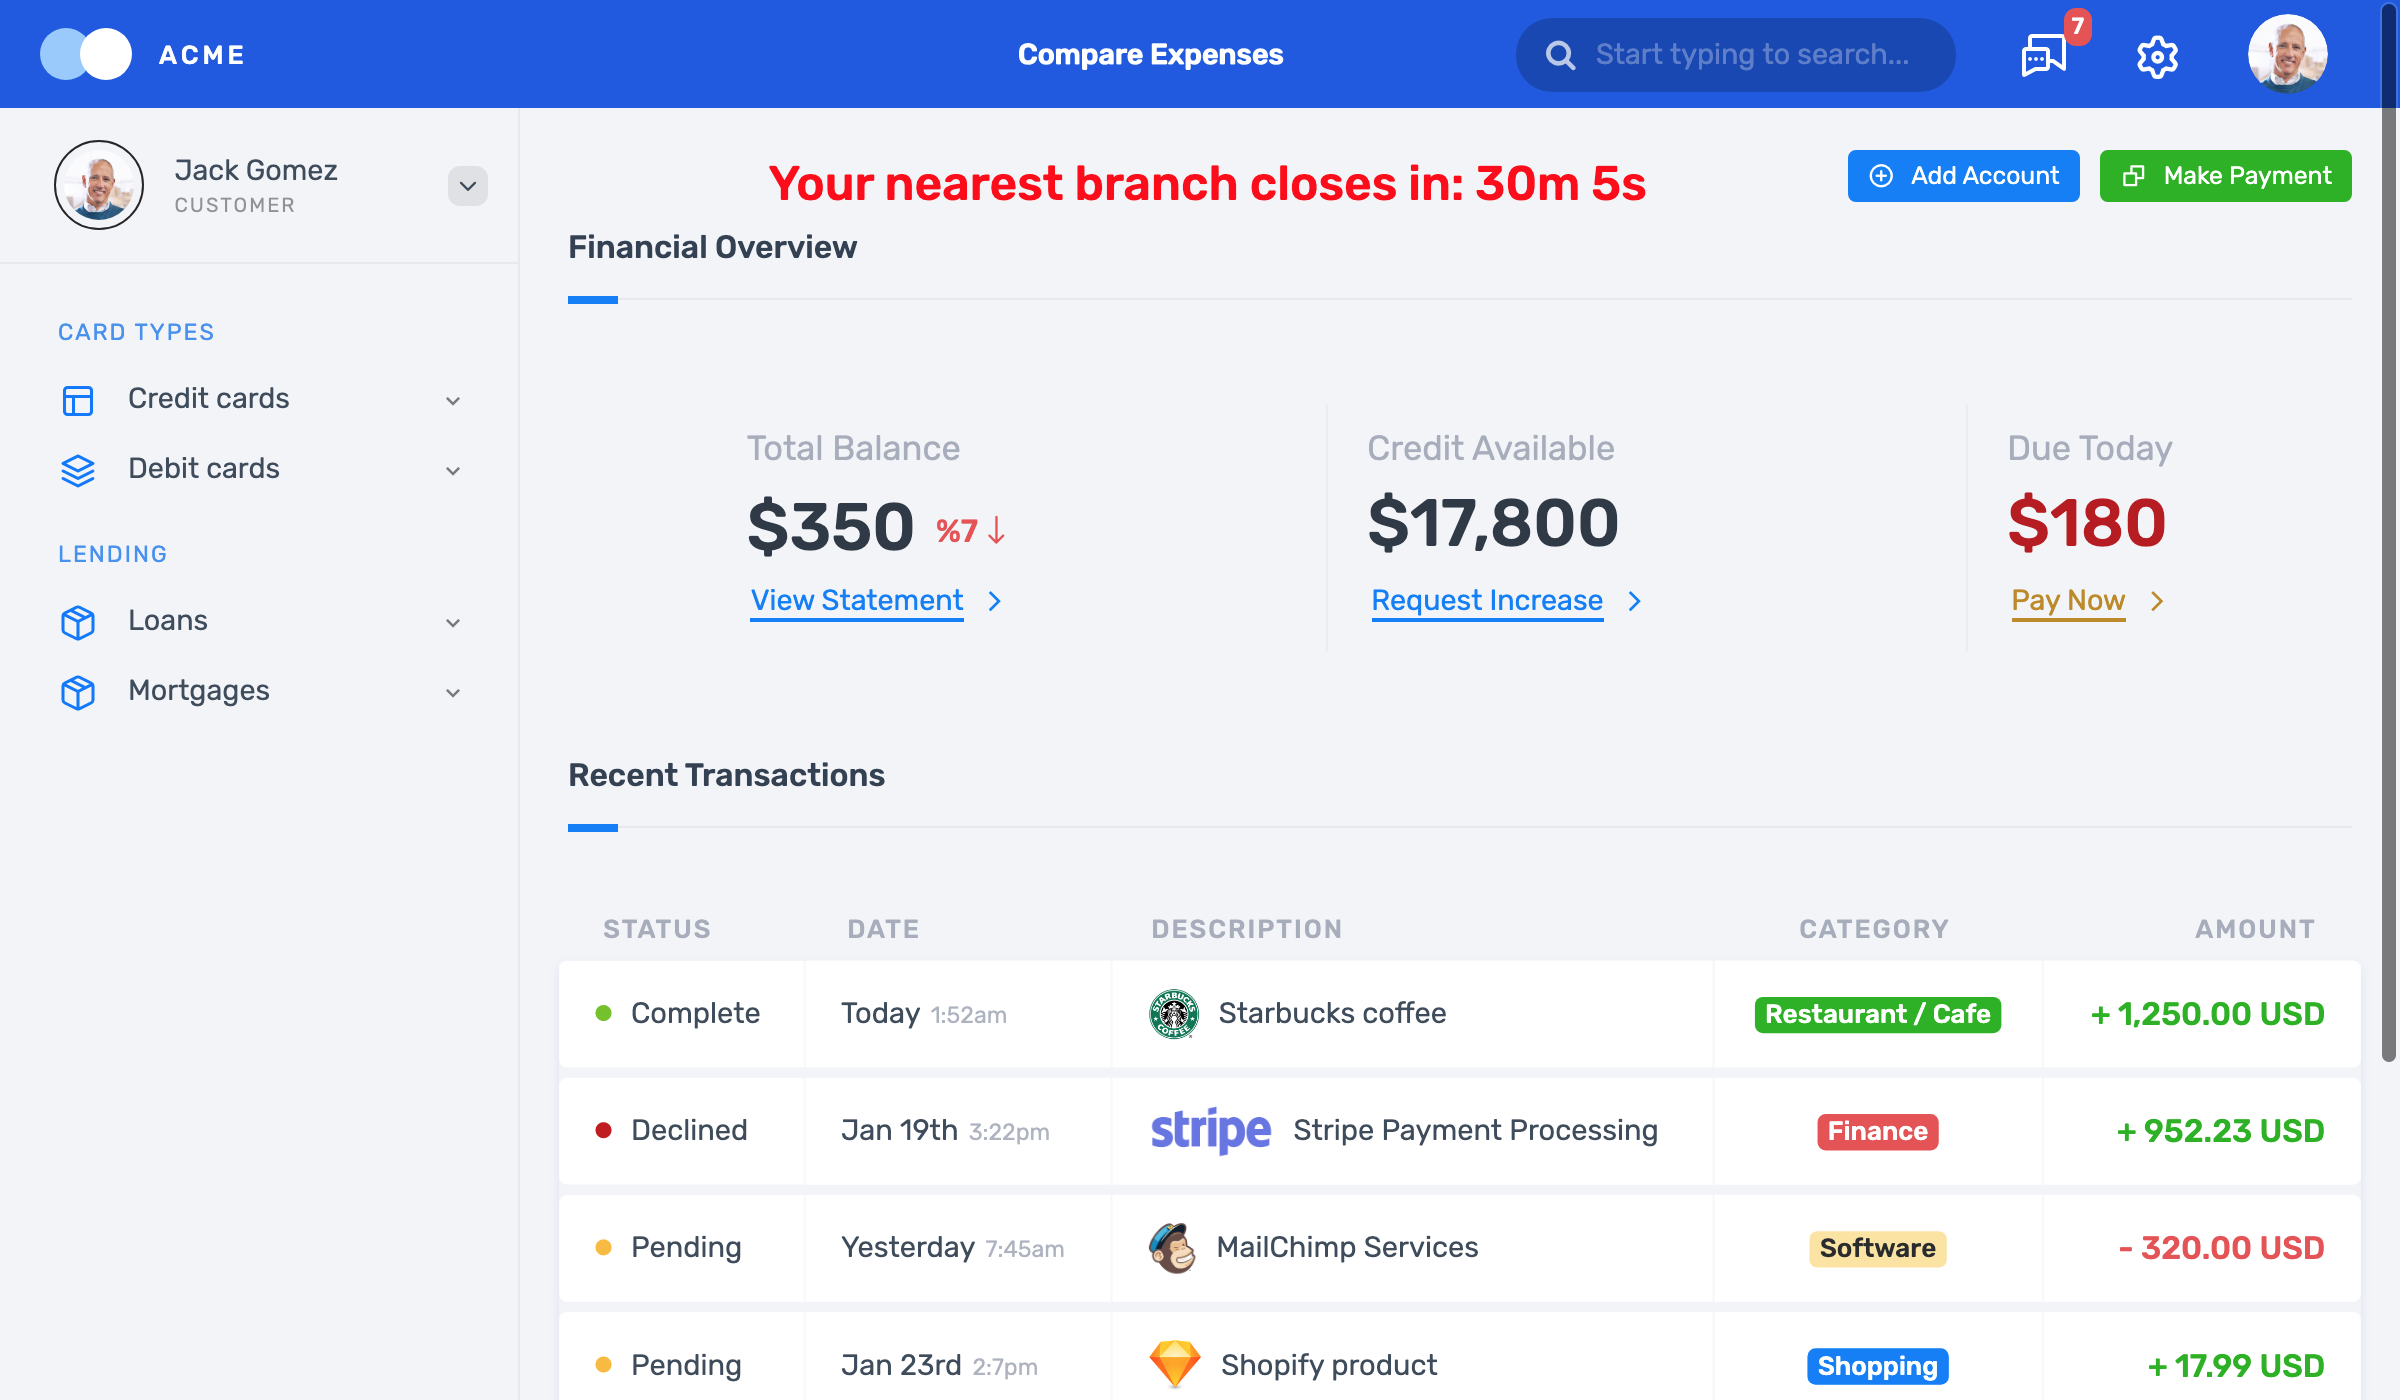 ACME
Compare Expenses
Start typing to search...
7
Jack Gomez
CUSTOMER
Your nearest branch closes in: 30m 5s
Add Account
Make Payment
Financial Overview
CARD TYPES
Credit cards
Debit cards
LENDING
Loans
Mortgages
Total Balance
$350 %7
View Statement
Credit Available
$17,800
Request Increase
Due Today
$180
Pay Now
Recent Transactions
STATUS DATE DESCRIPTION CATEGORY AMOUNT
Complete Today 1:52am STARBUCKS COFFEE Starbucks coffee Restaurant / Cafe + 1,250.00 USD
Declined Jan 19th 3:22pm stripe Stripe Payment Processing Finance + 952.23 USD
Pending Yesterday 7:45am MailChimp Services Software - 320.00 USD
Pending Jan 23rd 2:7pm Shopify product Shopping + 17.99 USD